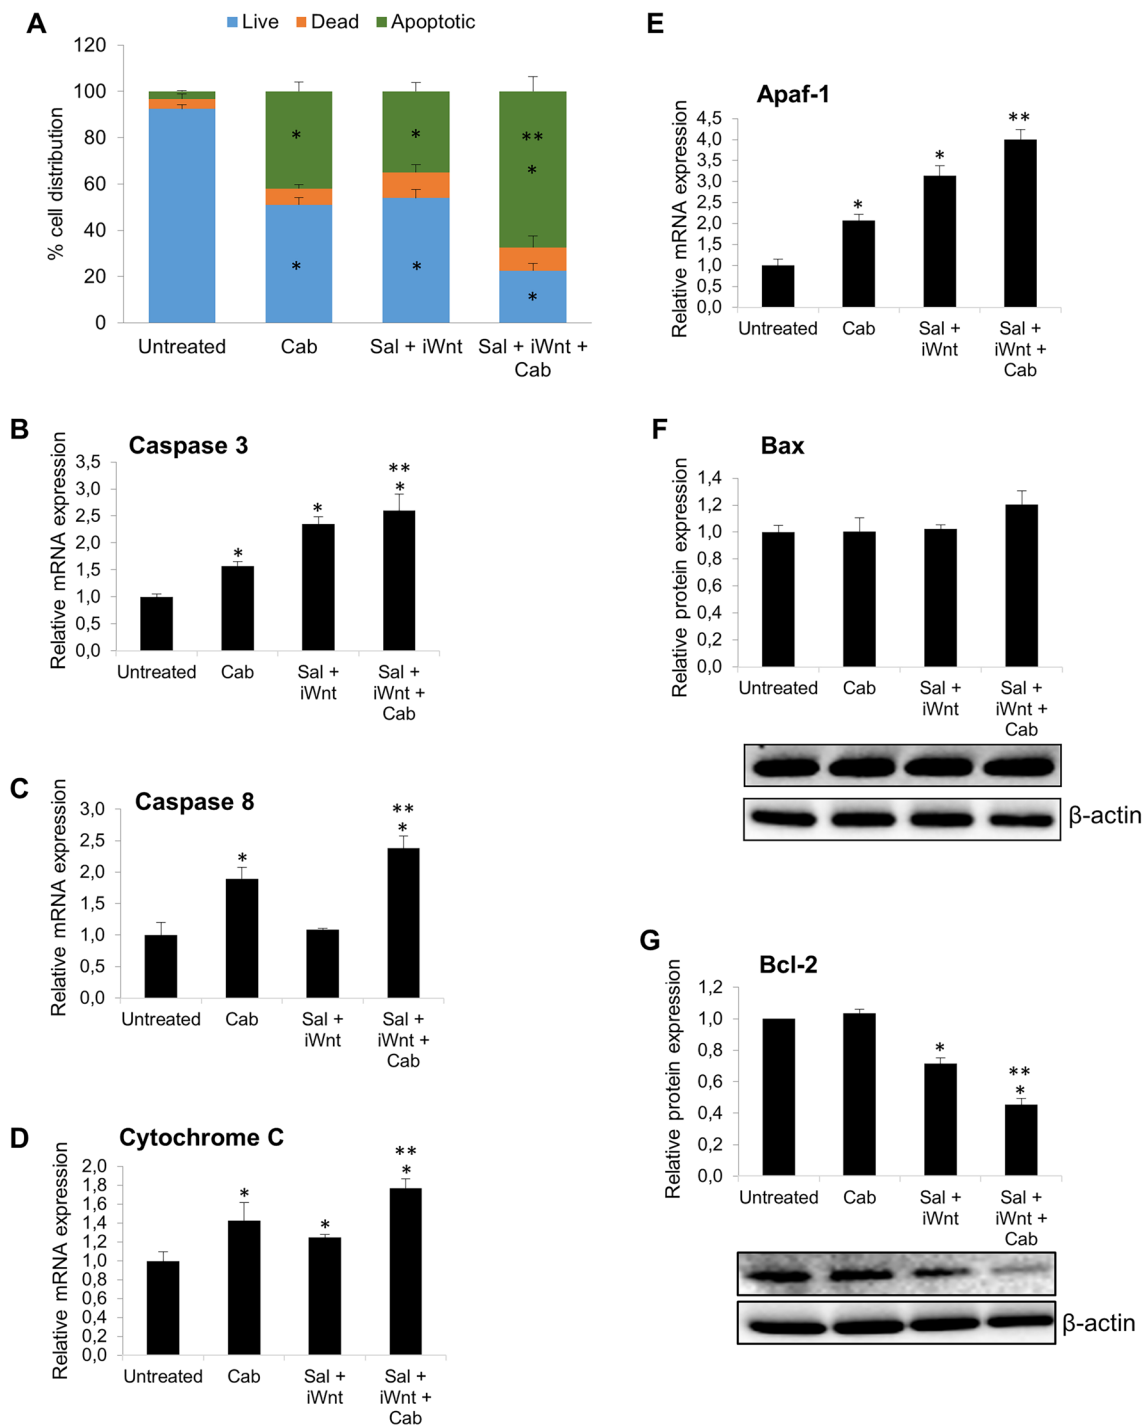 A
Live Dead Apoptotic
% cell distribution
120
100
80
60
40
20
0
* * ** *
* * *
Untreated Cab Sal + iWnt Sal + iWnt +
Cab
B
Caspase 3
Relative mRNA expression
3,5
3,0
2,5
2,0
1,5
1,0
0,5
0,0
* * ** *
Untreated Cab Sal + Sal +
iWnt iWnt +
Cab
C
Caspase 8
Relative mRNA expression
3,0
2,5
2,0
1,5
1,0
0,5
0,0
* ** *
Untreated Cab Sal + Sal +
iWnt iWnt +
Cab
D
Cytochrome C
Relative mRNA expression
2,0
1,8
1,6
1,4
1,2
1,0
0,8
0,6
0,4
0,2
0,0
* * ** *
Untreated Cab Sal + Sal +
iWnt iWnt +
Cab
E
Apaf-1
Relative mRNA expression
4,5
4,0
3,5
3,0
2,5
2,0
1,5
1,0
0,5
0,0
* * **
Untreated Cab Sal + Sal +
iWnt iWnt +
Cab
F
Bax
Relative protein expression
1,4
1,2
1,0
0,8
0,6
0,4
0,2
0,0
Untreated Cab Sal + Sal +
iWnt iWnt +
Cab
β-actin
G
Bcl-2
Relative protein expression
1,2
1,0
0,8
0,6
0,4
0,2
0,0
* ** *
Untreated Cab Sal + Sal +
iWnt iWnt +
Cab
β-actin